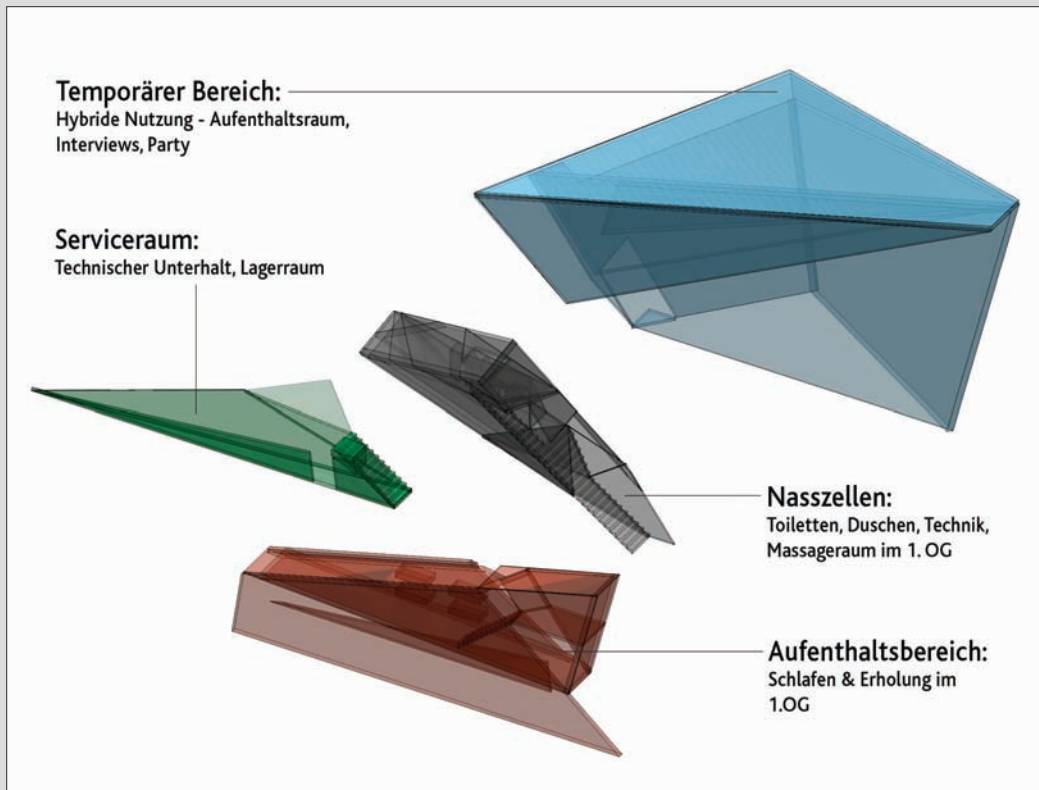 Temporärer Bereich:
Hybride Nutzung - Aufenthaltsraum,
Interviews, Party
Serviceraum:
Technischer Unterhalt, Lagerraum
Nasszellen:
Toiletten, Duschen, Technik,
Massageraum im 1. OG
Aufenthaltsbereich:
Schlafen & Erholung im
1.OG